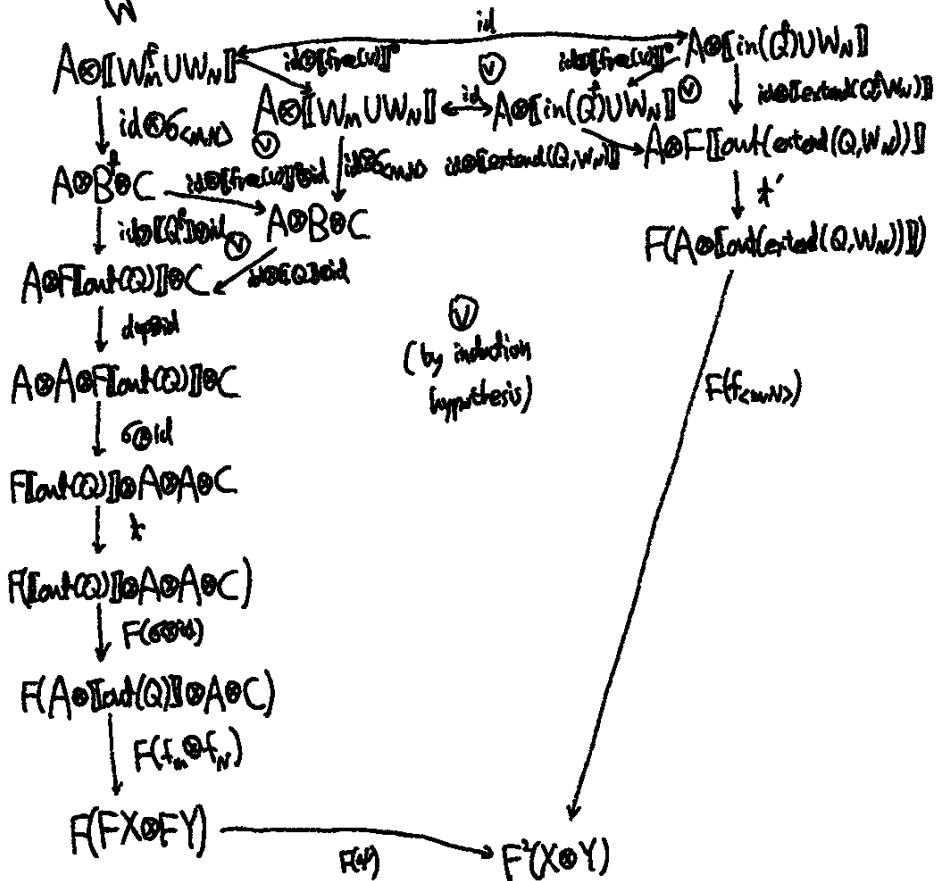 W
id
A⊗⟦W_M^† ∪ W_N⟧
id⊗⟦free(v)⟧°
id⊗⟦free(v)⟧°
A⊗⟦in(Q^†) ∪ W_N⟧
id⊗σ_<M,N>
A⊗⟦W_M ∪ W_N⟧
id
A⊗⟦in(Q) ∪ W_N⟧
id⊗⟦extend(Q^†, W_N)⟧
id⊗σ_<M,N>
id⊗⟦extend(Q, W_N)⟧
A⊗F⟦out(extend(Q, W_N))⟧
A⊗B^†⊗C
id⊗⟦free(v)⟧⊗id
A⊗B⊗C
t'
id⊗⟦Q^†⟧⊗id
F(A⊗⟦out(extend(Q, W_N))⟧)
A⊗F⟦out(Q)⟧⊗C
id⊗⟦Q⟧⊗id
dup⊗id
(by induction
hypothesis)
A⊗A⊗F⟦out(Q)⟧⊗C
F(f_<M,N>)
σ⊗id
F⟦out(Q)⟧⊗A⊗A⊗C
t
F(⟦out(Q)⟧⊗A⊗A⊗C)
F(σ⊗id)
F(A⊗⟦out(Q)⟧⊗A⊗C)
F(f_M⊗f_N)
F(FX⊗FY)
F(ψ)
F²(X⊗Y)